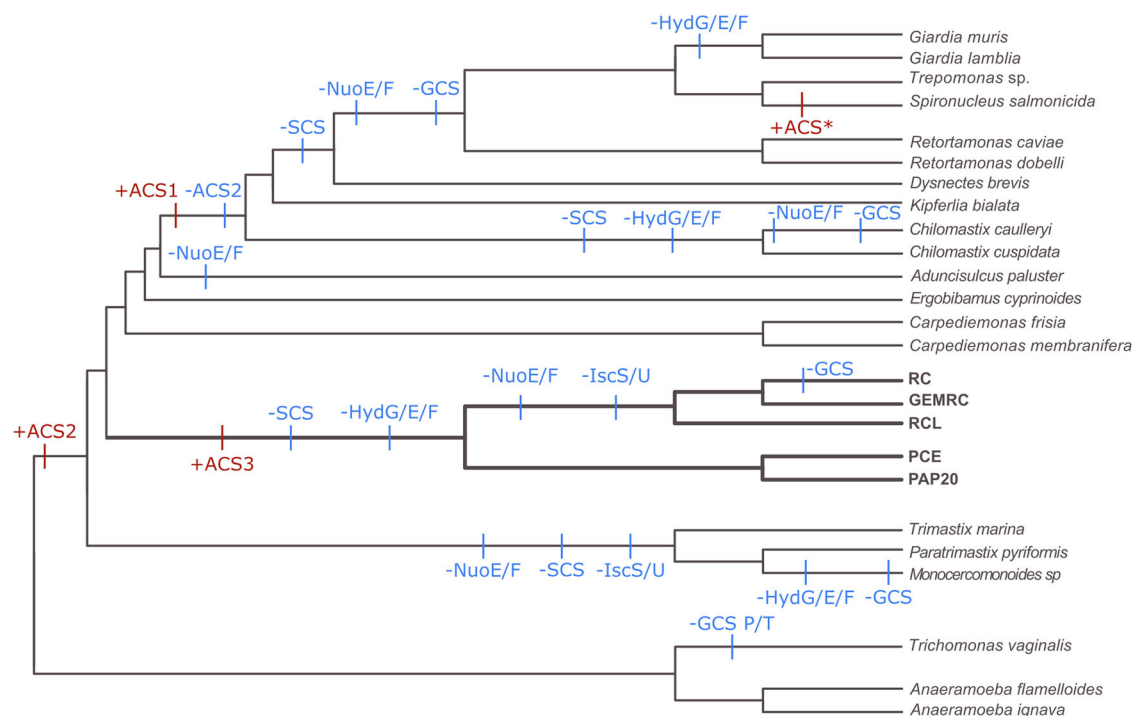 -HydG/E/F
Giardia muris
Giardia lamblia
Trepomonas sp.
-NuoE/F
-GCS
Spironucleus salmonicida
-SCS
+ACS*
Retortamonas caviae
Retortamonas dobelli
Dysnectes brevis
+ACS1
-ACS2
Kipferlia bialata
-SCS
-HydG/E/F
-NuoE/F
-GCS
Chilomastix caulleryi
-NuoE/F
Chilomastix cuspidata
Aduncisulcus paluster
Ergobibamus cyprinoides
Carpediemonas frisia
Carpediemonas membranifera
-GCS
-NuoE/F
-IscS/U
RC
GEMRC
-SCS
-HydG/E/F
RCL
+ACS2
+ACS3
PCE
PAP20
Trimastix marina
Paratrimastix pyriformis
-NuoE/F
-SCS
-IscS/U
Monocercomonoides sp
-HydG/E/F
-GCS
-GCS P/T
Trichomonas vaginalis
Anaeramoeba flamelloides
Anaeramoeba ignava